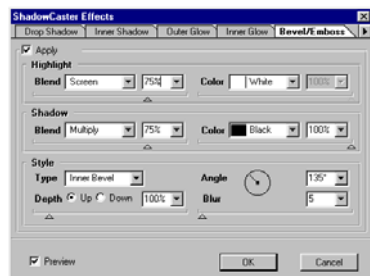 ShadowCaster Effects
Drop Shadow Inner Shadow Outer Glow Inner Glow Bevel/Emboss
Apply
Highlight
Blend Screen 75% Color White 100%
Shadow
Blend Multiply 75% Color Black 100%
Style
Type Inner Bevel Angle 135°
Depth Up Down 100% Blur 5
Preview OK Cancel